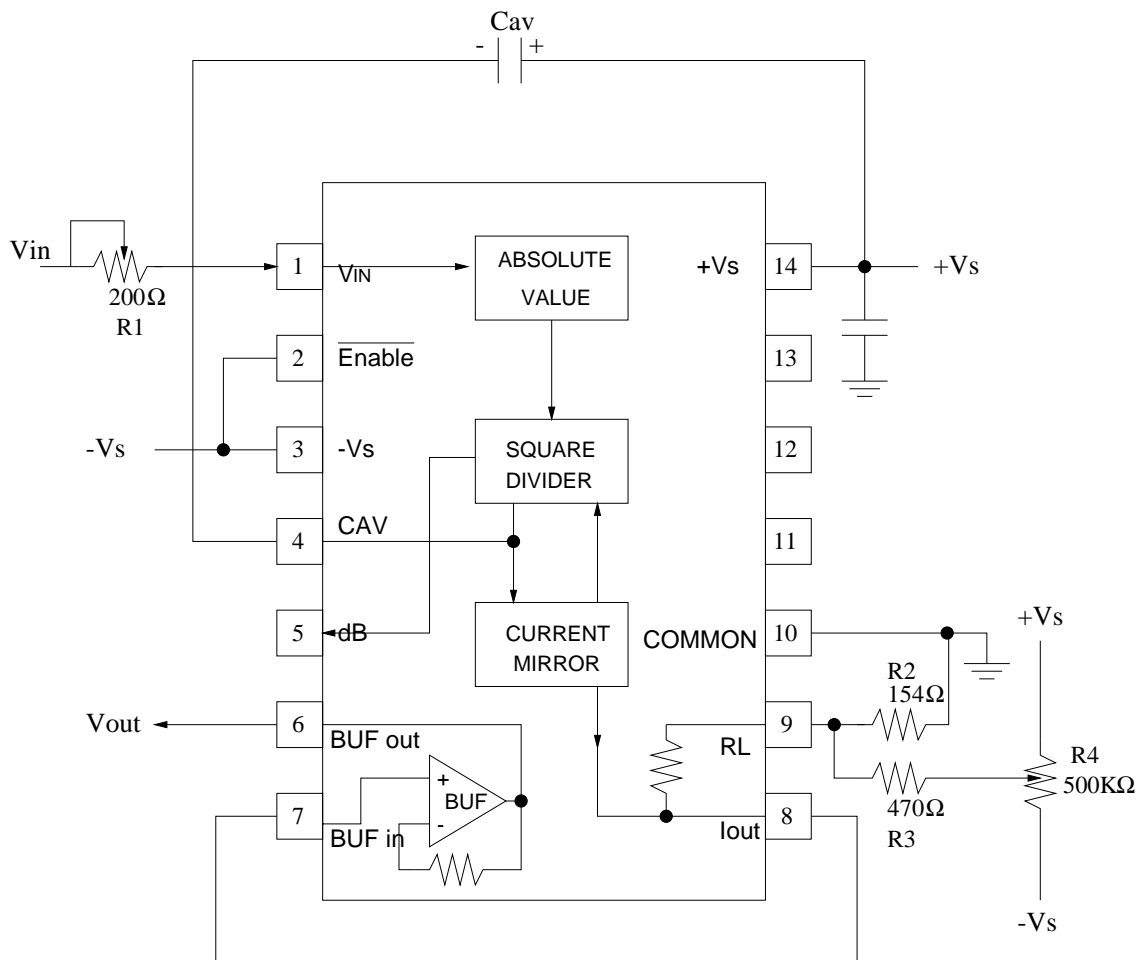 Cav
- +
Vin
200Ω
R1
1
VIN
ABSOLUTE
VALUE
+Vs
14
+Vs
2
Enable
13
-Vs
3
-Vs
SQUARE
DIVIDER
12
4
CAV
11
5
dB
CURRENT
MIRROR
COMMON
10
+Vs
Vout
6
BUF out
RL
9
R2
154Ω
R4
500KΩ
7
BUF in
+
BUF
-
Iout
8
470Ω
R3
-Vs